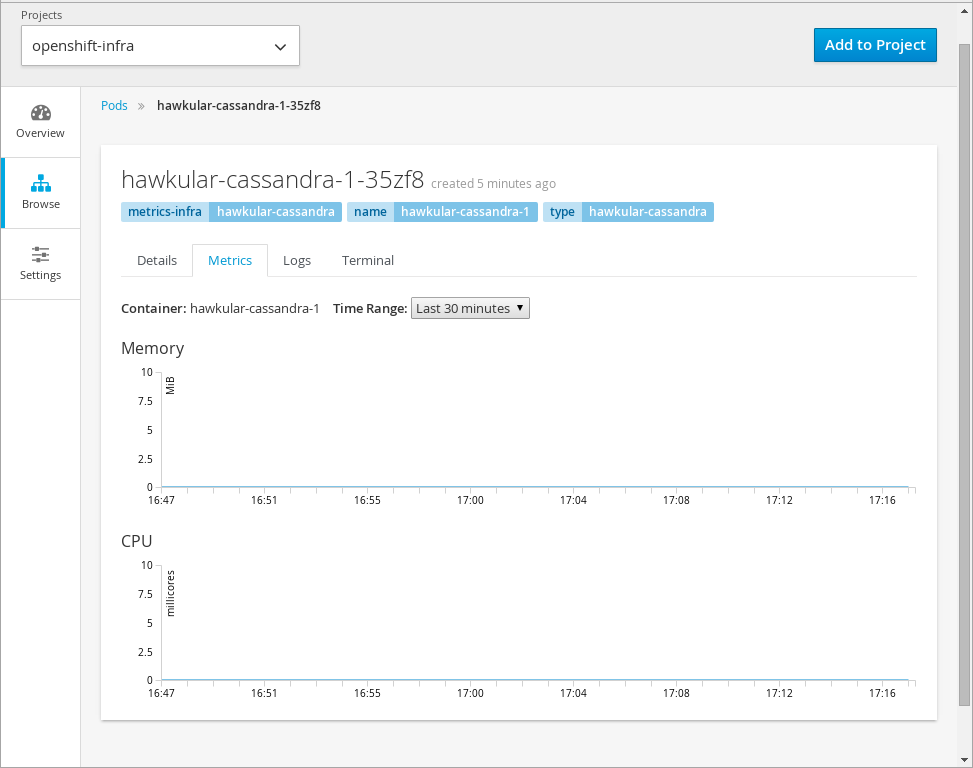 Projects
openshift-infra
Add to Project
Overview
Browse
Settings
Pods » hawkular-cassandra-1-35zf8
hawkular-cassandra-1-35zf8 created 5 minutes ago
metrics-infra hawkular-cassandra name hawkular-cassandra-1 type hawkular-cassandra
Details Metrics Logs Terminal
Container: hawkular-cassandra-1 Time Range: Last 30 minutes
Memory
MiB
10
7.5
5
2.5
0
16:47 16:51 16:55 17:00 17:04 17:08 17:12 17:16
CPU
millicores
10
7.5
5
2.5
0
16:47 16:51 16:55 17:00 17:04 17:08 17:12 17:16